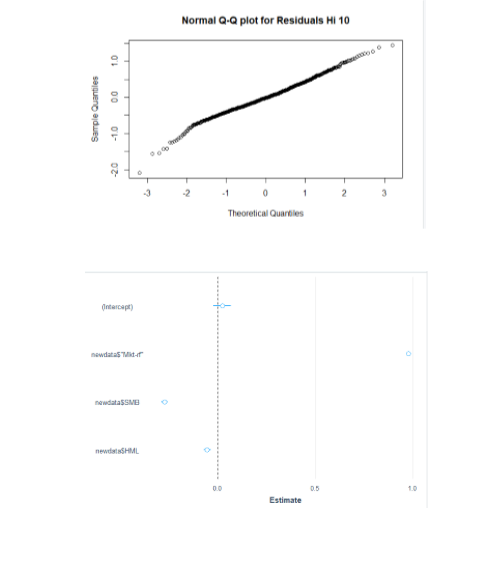 Normal Q-Q plot for Residuals Hi 10
Sample Quantiles
1.0
0.0
-1.0
-2.0
-3 -2 -1 0 1 2 3
Theoretical Quantiles
(Intercept)
newdata$"Mkt-rf"
newdata$SMB
newdata$HML
0.0 0.5 1.0
Estimate